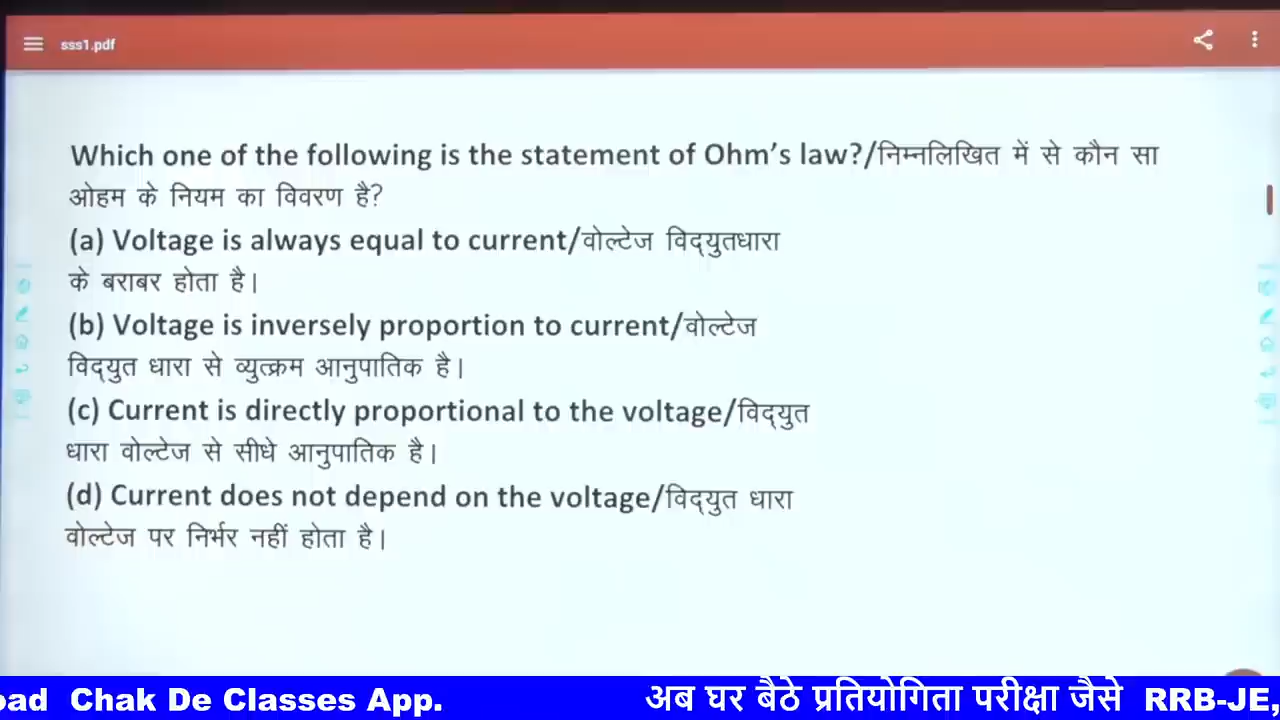 sss1.pdf
Which one of the following is the statement of Ohm's law?/निम्नलिखित में से कौन सा
ओहम के नियम का विवरण है?
(a) Voltage is always equal to current/वोल्टेज विद्युतधारा
के बराबर होता है।
(b) Voltage is inversely proportion to current/वोल्टेज
विद्युत धारा से व्युत्क्रम आनुपातिक है।
(c) Current is directly proportional to the voltage/विद्युत
धारा वोल्टेज से सीधे आनुपातिक है।
(d) Current does not depend on the voltage/विद्युत धारा
वोल्टेज पर निर्भर नहीं होता है।
oad Chak De Classes App. अब घर बैठे प्रतियोगिता परीक्षा जैसे RRB-JE,